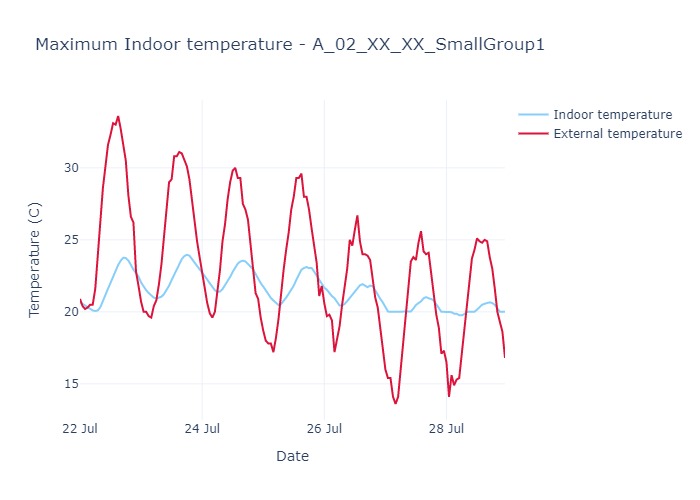 Maximum Indoor temperature - A_02_XX_XX_SmallGroup1
Indoor temperature
External temperature
Temperature (C)
30
25
20
15
22 Jul
24 Jul
26 Jul
28 Jul
Date